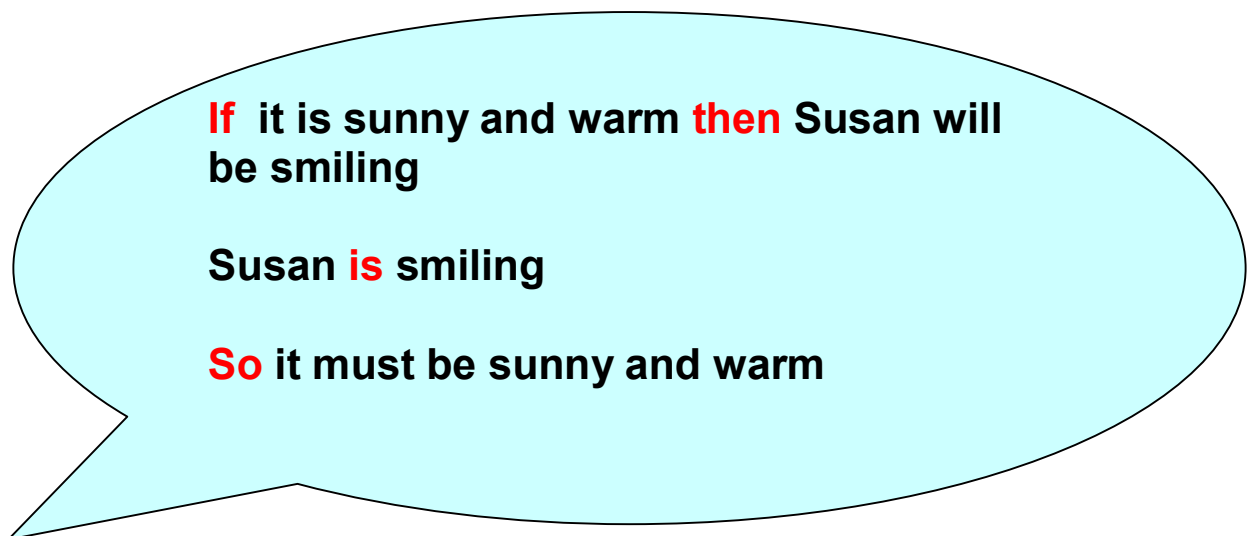 If it is sunny and warm then Susan will
be smiling
Susan is smiling
So it must be sunny and warm